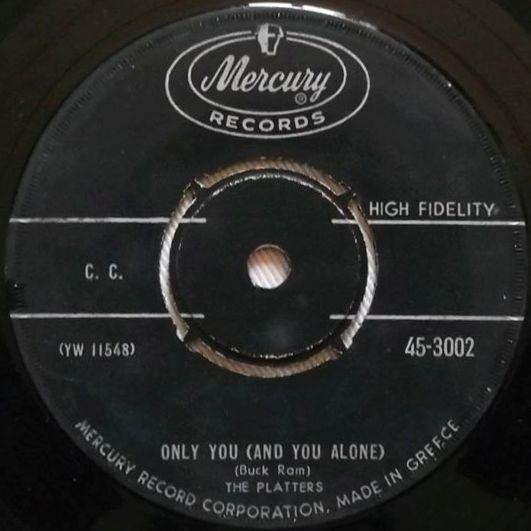 Mercury
®
RECORDS
HIGH FIDELITY
C. C.
(YW 11548)
45-3002
ONLY YOU (AND YOU ALONE)
(Buck Ram)
THE PLATTERS
MERCURY RECORD CORPORATION, MADE IN GREECE